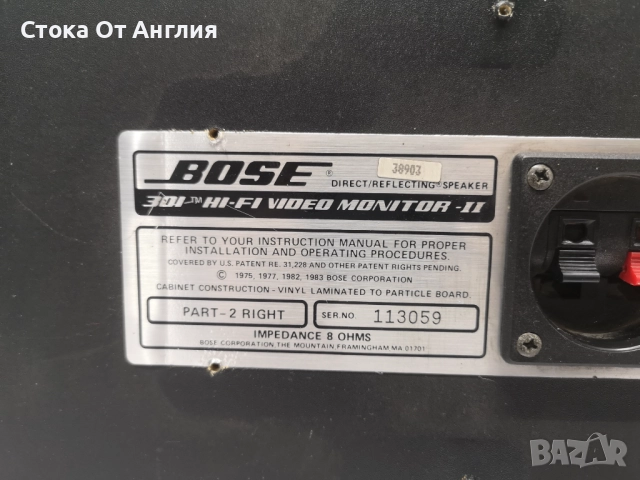 Стока От Англия
BOSE ® 38903
DIRECT/REFLECTING™ SPEAKER
301™ HI-FI VIDEO MONITOR-II
REFER TO YOUR INSTRUCTION MANUAL FOR PROPER
INSTALLATION AND OPERATING PROCEDURES.
COVERED BY U.S. PATENT RE. 31,228 AND OTHER PATENT RIGHTS PENDING.
© 1975, 1977, 1982, 1983 BOSE CORPORATION
CABINET CONSTRUCTION-VINYL LAMINATED TO PARTICLE BOARD.
PART-2 RIGHT SER. NO. 113059
IMPEDANCE 8 OHMS
BOSE CORPORATION, THE MOUNTAIN, FRAMINGHAM, MA 01701
BAZAR
bg